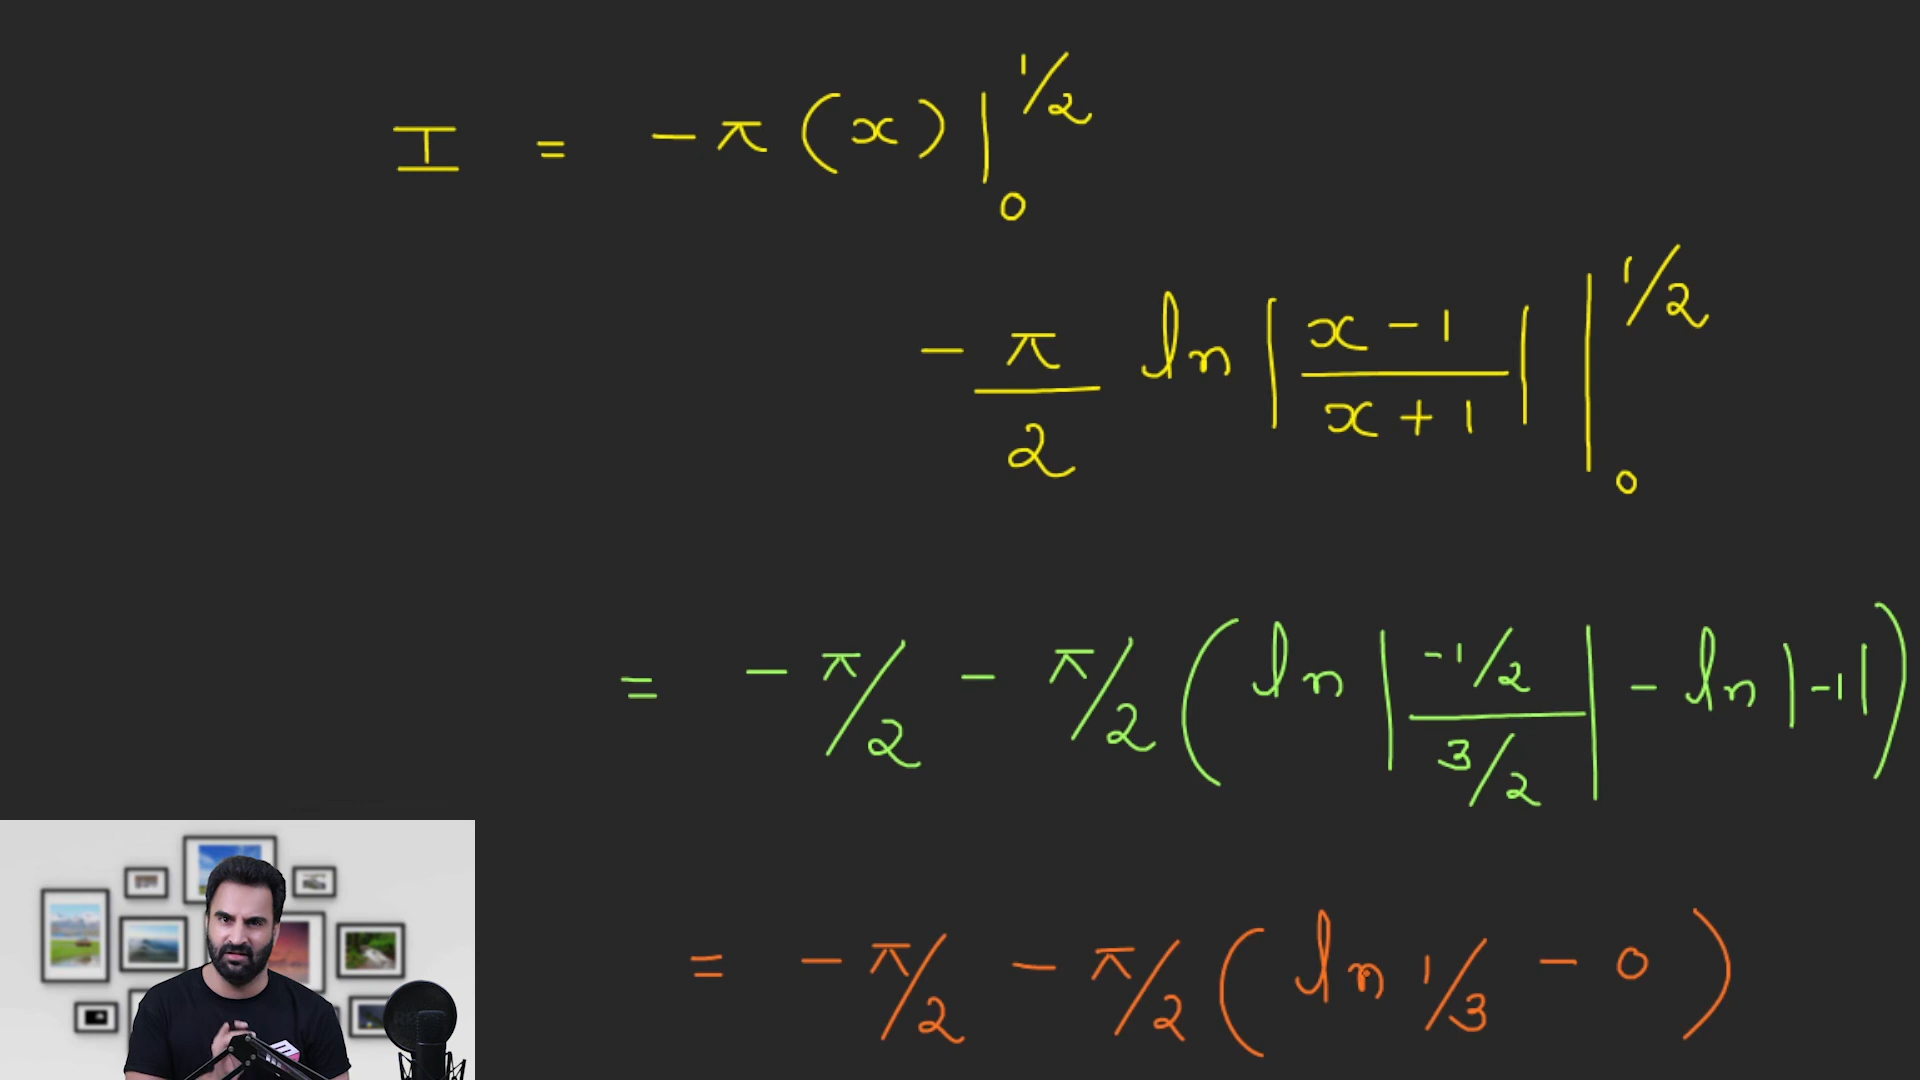 I = -π (x) |₀^1/2
- π/2 ln |(x - 1)/(x + 1)| |₀^1/2
= - π/2 - π/2 ( ln |(-1/2)/(3/2)| - ln |-1| )
= - π/2 - π/2 ( ln 1/3 - 0 )